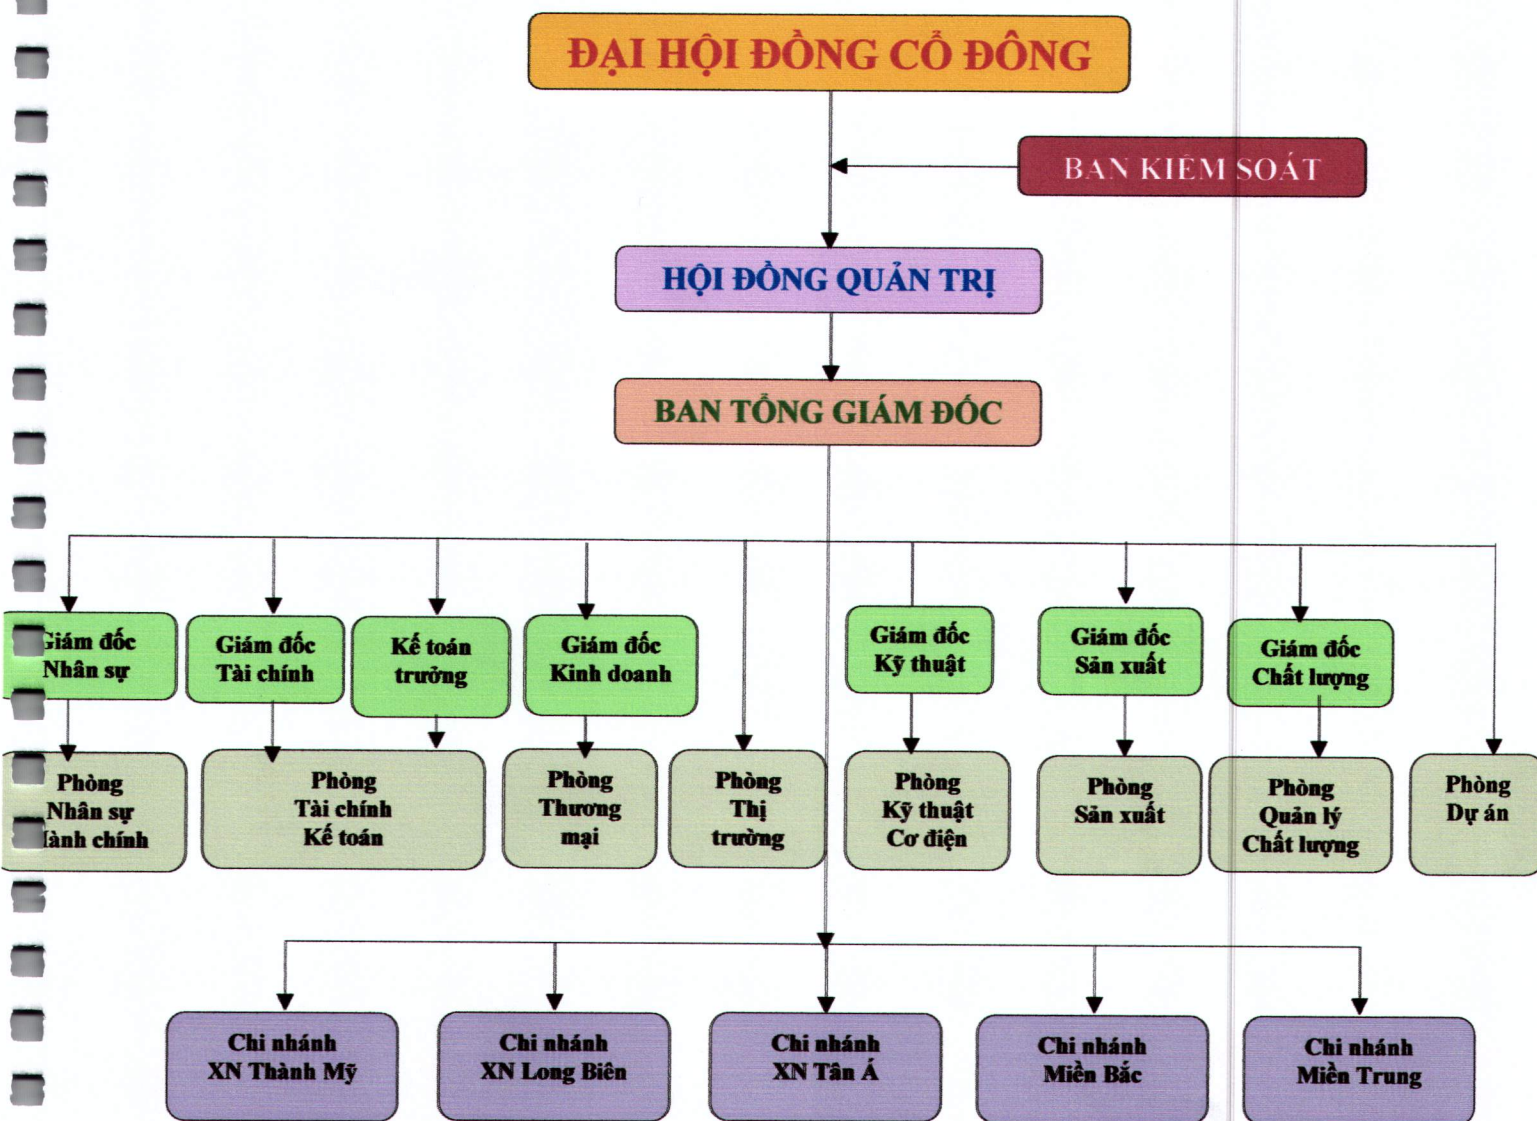 ĐẠI HỘI ĐỒNG CỔ ĐÔNG
BAN KIỂM SOÁT
HỘI ĐỒNG QUẢN TRỊ
BAN TỔNG GIÁM ĐỐC
Giám đốc
Nhân sự
Giám đốc
Tài chính
Kế toán
trưởng
Giám đốc
Kinh doanh
Giám đốc
Kỹ thuật
Giám đốc
Sản xuất
Giám đốc
Chất lượng
Phòng
Nhân sự
Hành chính
Phòng
Tài chính
Kế toán
Phòng
Thương
mại
Phòng
Thị
trường
Phòng
Kỹ thuật
Cơ điện
Phòng
Sản xuất
Phòng
Quản lý
Chất lượng
Phòng
Dự án
Chi nhánh
XN Thành Mỹ
Chi nhánh
XN Long Biên
Chi nhánh
XN Tân Á
Chi nhánh
Miền Bắc
Chi nhánh
Miền Trung